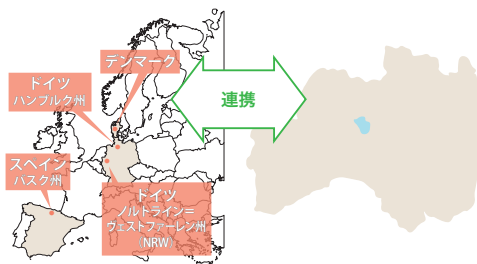 デンマーク
ドイツ
ハンブルク州
連携
スペイン
バスク州
ドイツ
ノルトライン＝
ヴェストファーレン州
（NRW）